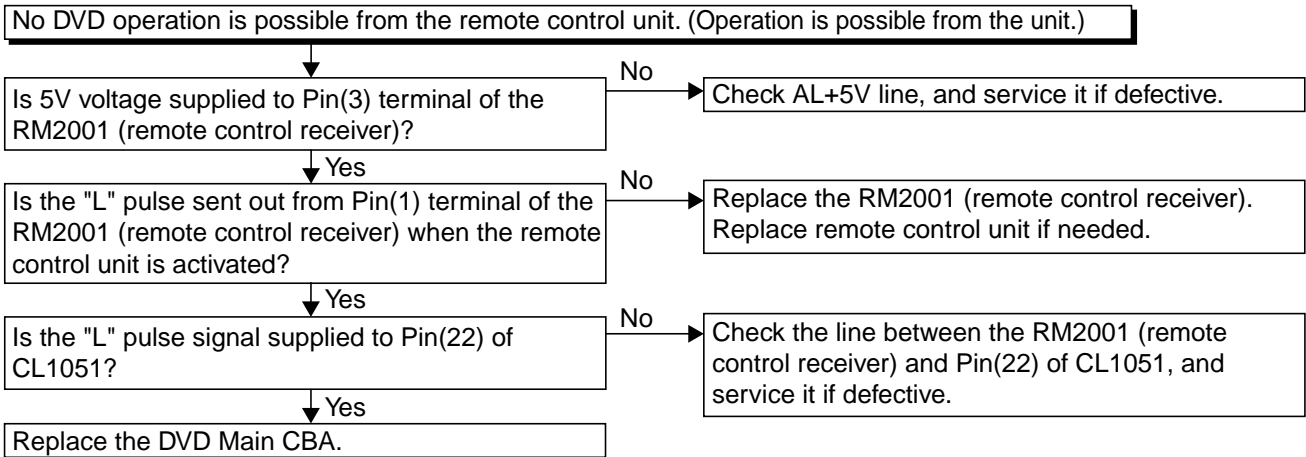 No DVD operation is possible from the remote control unit. (Operation is possible from the unit.)
Is 5V voltage supplied to Pin(3) terminal of the
RM2001 (remote control receiver)?
No
Check AL+5V line, and service it if defective.
Yes
Is the "L" pulse sent out from Pin(1) terminal of the
RM2001 (remote control receiver) when the remote
control unit is activated?
No
Replace the RM2001 (remote control receiver).
Replace remote control unit if needed.
Yes
Is the "L" pulse signal supplied to Pin(22) of
CL1051?
No
Check the line between the RM2001 (remote
control receiver) and Pin(22) of CL1051, and
service it if defective.
Yes
Replace the DVD Main CBA.